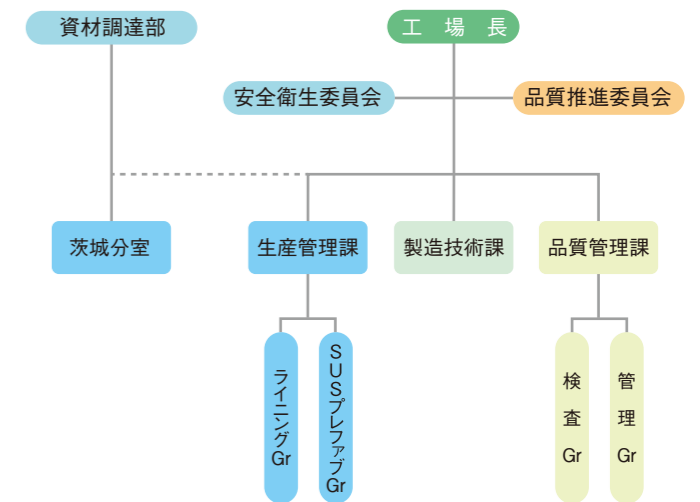 資材調達部
工場長
安全衛生委員会
品質推進委員会
茨城分室
生産管理課
製造技術課
品質管理課
ライニングGr
SUSプレファブGr
検査Gr
管理Gr